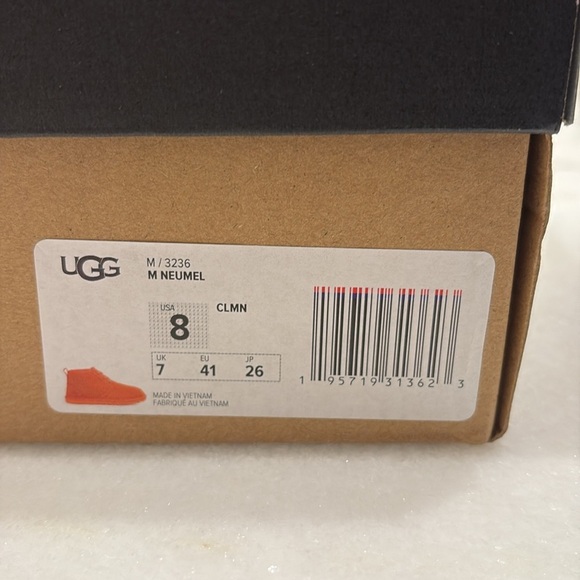 UGG
M / 3236
M NEUMEL
USA
8
CLMN
UK EU JP
7 41 26
MADE IN VIETNAM
FABRIQUÉ AU VIETNAM
1 95719 31362 3